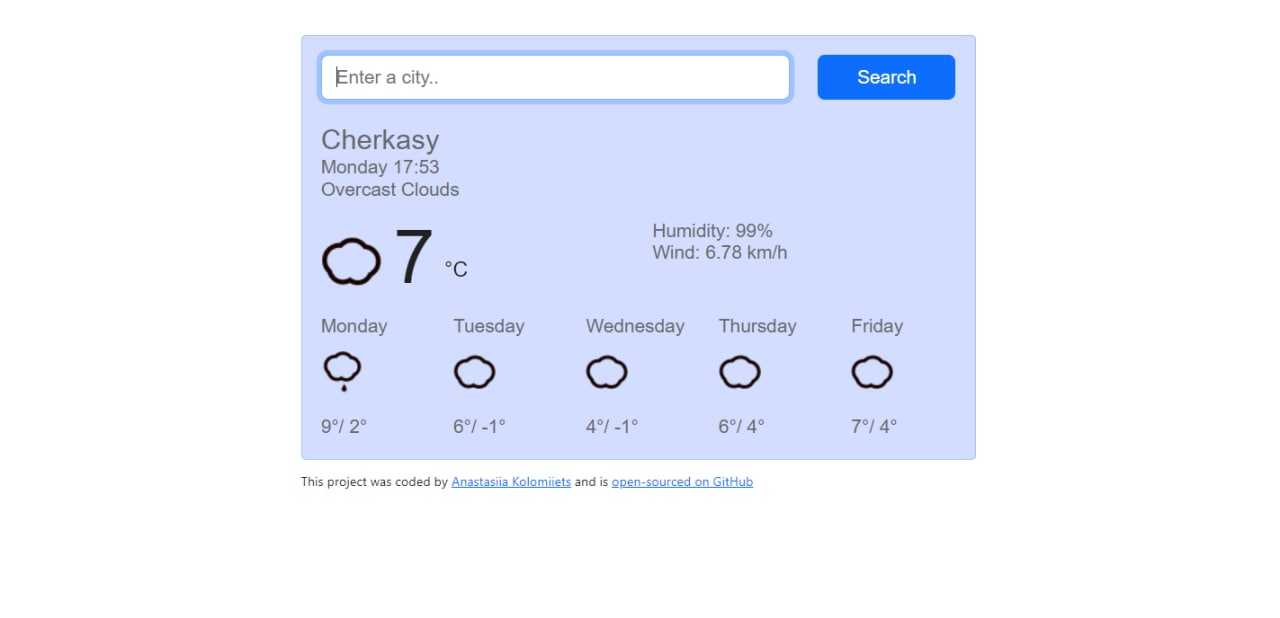 Enter a city..
Search
Cherkasy
Monday 17:53
Overcast Clouds
7 °C
Humidity: 99%
Wind: 6.78 km/h
Monday Tuesday Wednesday Thursday Friday
9°/ 2° 6°/ -1° 4°/ -1° 6°/ 4° 7°/ 4°
This project was coded by Anastasiia Kolomiiets and is open-sourced on GitHub